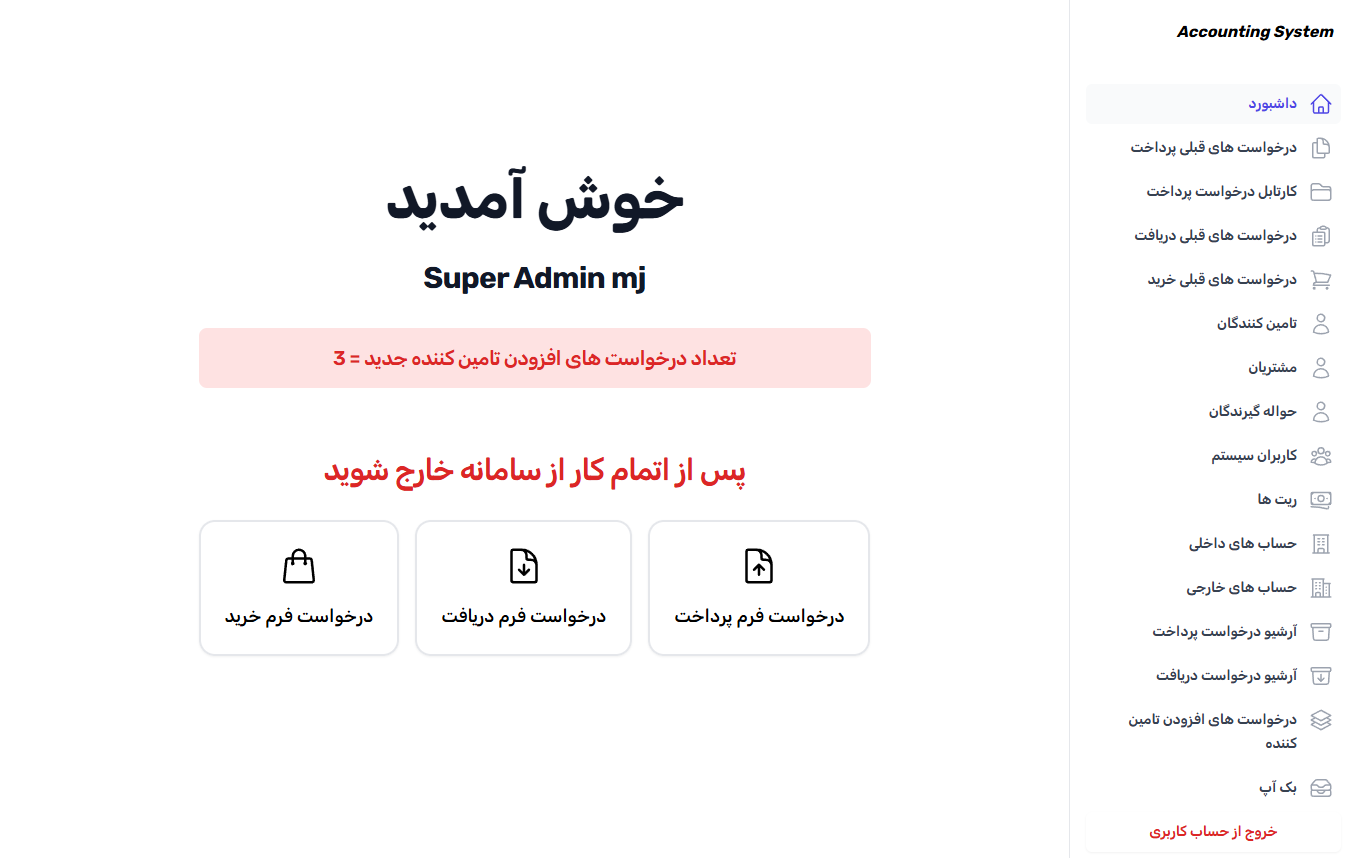 Accounting System
داشبورد
درخواست های قبلی پرداخت
کارتابل درخواست پرداخت
درخواست های قبلی دریافت
درخواست های قبلی خرید
تامین کنندگان
مشتریان
حواله گیرندگان
کاربران سیستم
ریت ها
حساب های داخلی
حساب های خارجی
آرشیو درخواست پرداخت
آرشیو درخواست دریافت
درخواست های افزودن تامین
کننده
بک آپ
خروج از حساب کاربری
خوش آمدید
Super Admin mj
تعداد درخواست های افزودن تامین کننده جدید = 3
پس از اتمام کار از سامانه خارج شوید
درخواست فرم پرداخت
درخواست فرم دریافت
درخواست فرم خرید